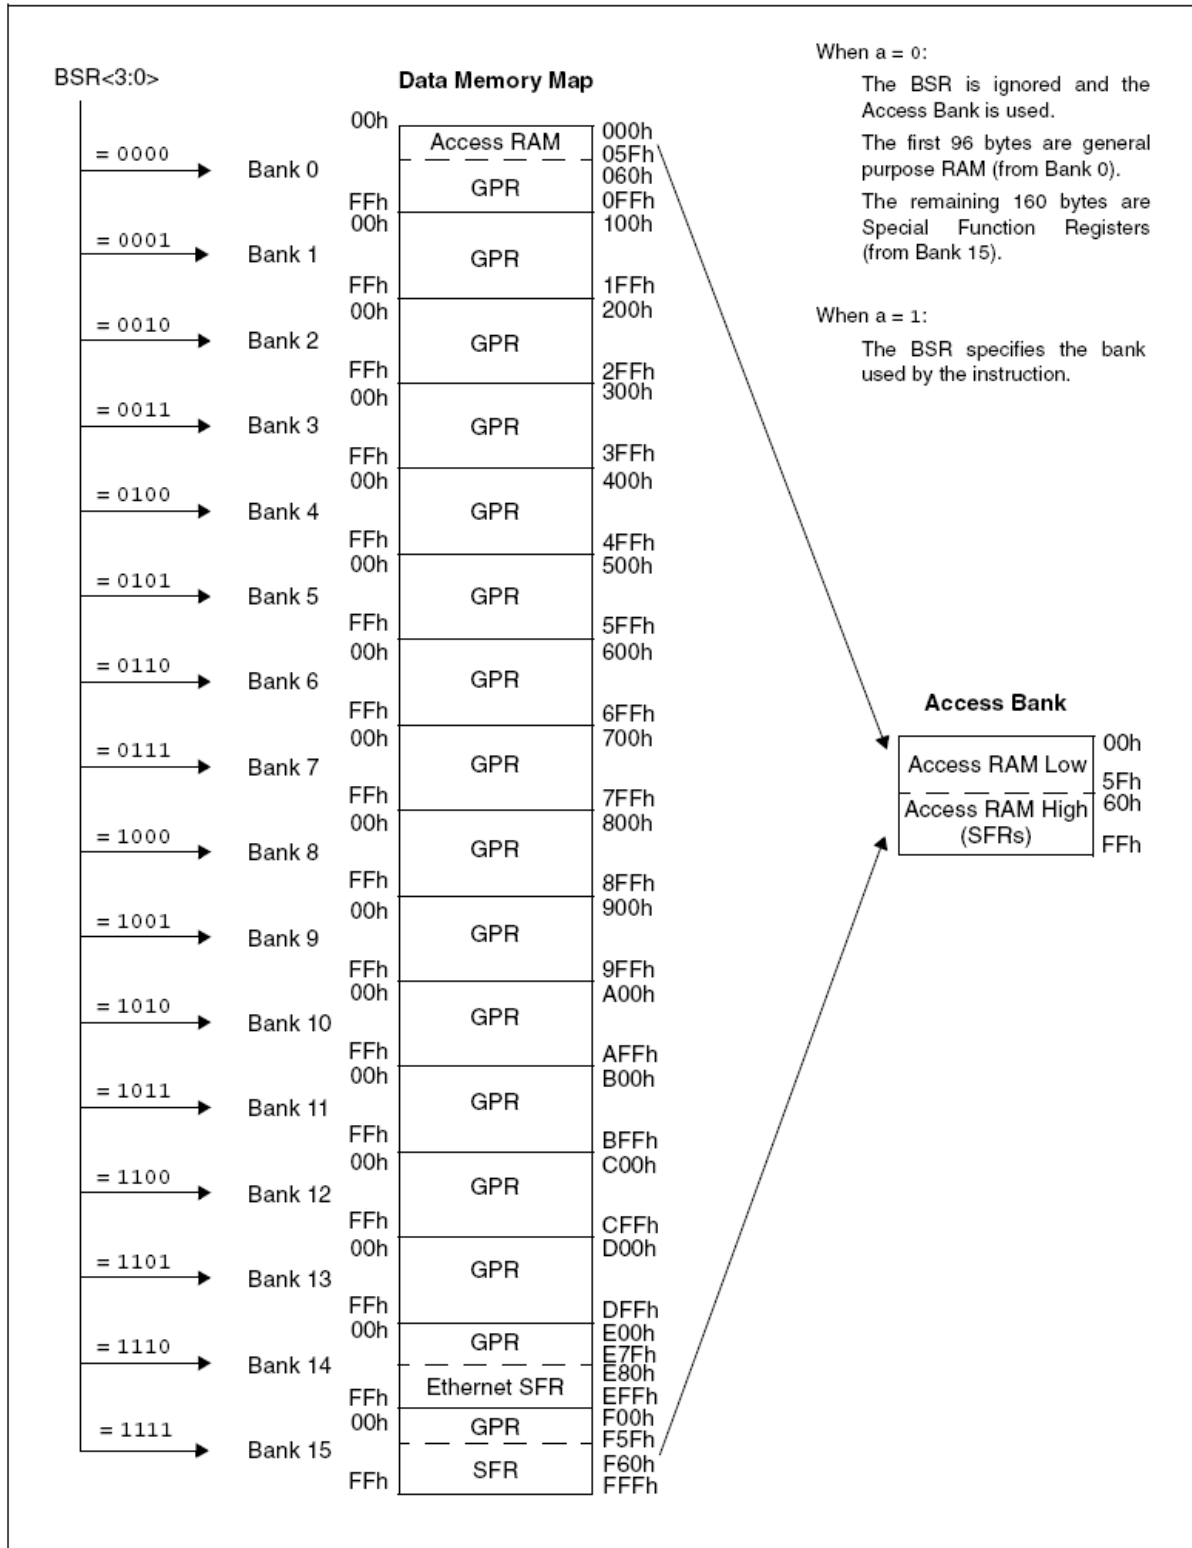 BSR<3:0>
Data Memory Map
When a = 0:
The BSR is ignored and the
Access Bank is used.
The first 96 bytes are general
purpose RAM (from Bank 0).
The remaining 160 bytes are
Special Function Registers
(from Bank 15).
When a = 1:
The BSR specifies the bank
used by the instruction.
= 0000
Bank 0
00h
Access RAM
000h
05Fh
GPR
060h
FFh
0FFh
= 0001
Bank 1
00h
100h
GPR
FFh
1FFh
= 0010
Bank 2
00h
200h
GPR
FFh
2FFh
= 0011
Bank 3
00h
300h
GPR
FFh
3FFh
= 0100
Bank 4
00h
400h
GPR
FFh
4FFh
= 0101
Bank 5
00h
500h
GPR
FFh
5FFh
= 0110
Bank 6
00h
600h
GPR
FFh
6FFh
= 0111
Bank 7
00h
700h
GPR
FFh
7FFh
= 1000
Bank 8
00h
800h
GPR
FFh
8FFh
= 1001
Bank 9
00h
900h
GPR
FFh
9FFh
= 1010
Bank 10
00h
A00h
GPR
FFh
AFFh
= 1011
Bank 11
00h
B00h
GPR
FFh
BFFh
= 1100
Bank 12
00h
C00h
GPR
FFh
CFFh
= 1101
Bank 13
00h
D00h
GPR
FFh
DFFh
= 1110
Bank 14
00h
E00h
GPR
E7Fh
E80h
Ethernet SFR
FFh
EFFh
= 1111
Bank 15
00h
F00h
GPR
F5Fh
F60h
SFR
FFh
FFFh
Access Bank
00h
Access RAM Low
5Fh
60h
Access RAM High
(SFRs)
FFh